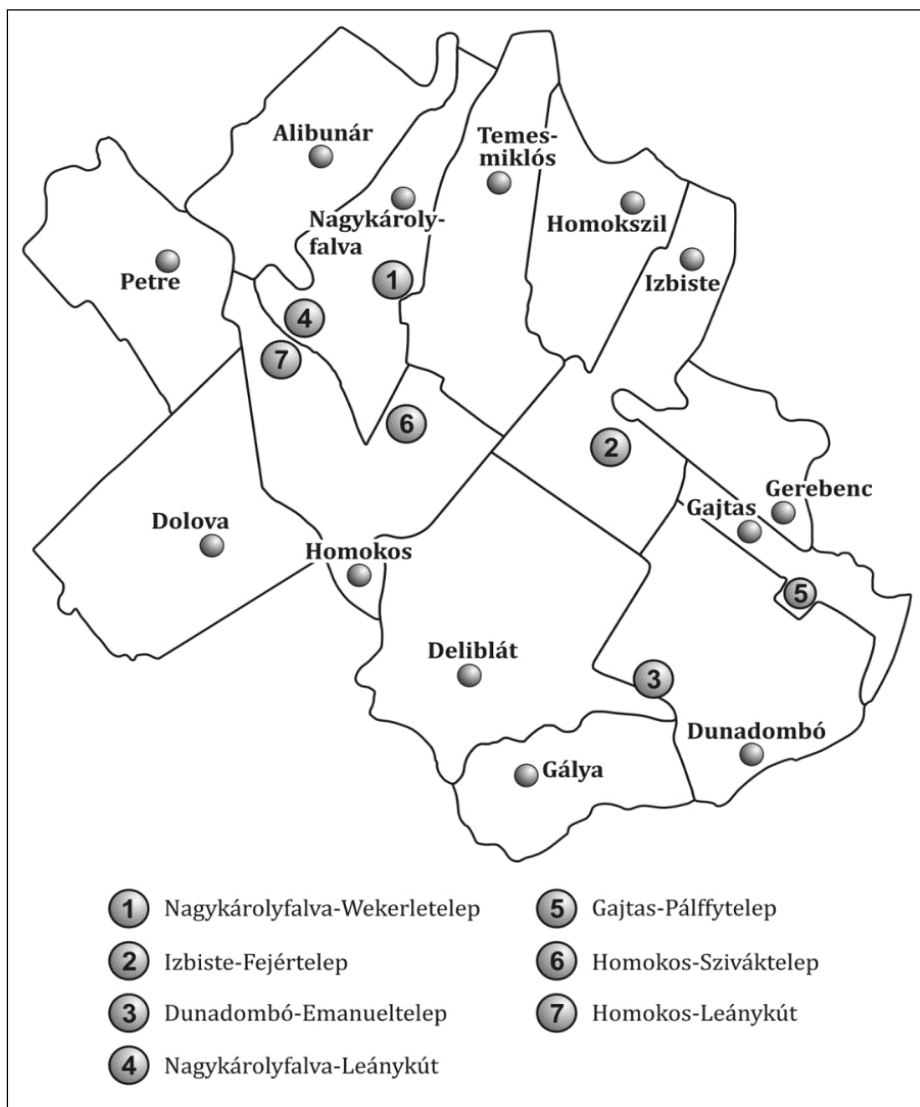 Alibunár
Temes-
miklós
Nagykároly-
falva
Homokszil
Petre
Izbiste
1
4
7
6
2
Gerebenc
Gajtas
Dolova
Homokos
5
Deliblát
3
Dunadombó
Gálya
1 Nagykárolyfalva-Wekerletelep
2 Izbiste-Fejértelep
3 Dunadombó-Emanueltelep
4 Nagykárolyfalva-Leánykút
5 Gajtas-Pálffytelep
6 Homokos-Sziváktelep
7 Homokos-Leánykút